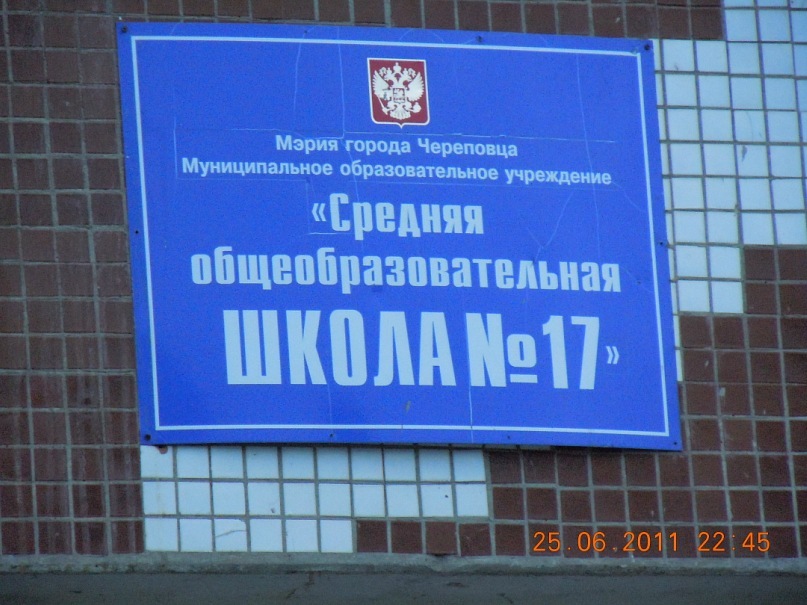 Мэрия города Череповца
Муниципальное образовательное учреждение
«Средняя
общеобразовательная
ШКОЛА №17»
25.06.2011 22:45